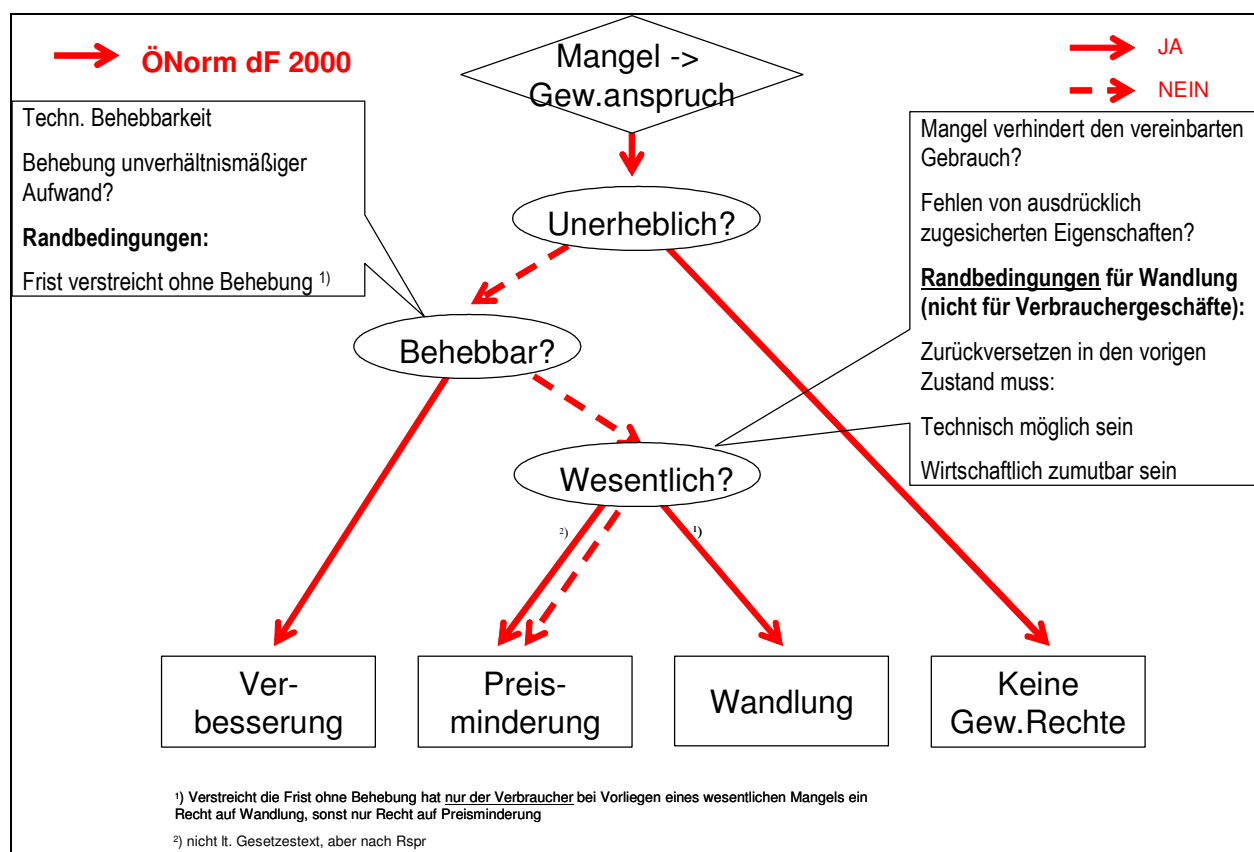 ÖNorm dF 2000
Mangel ->
Gew.anspruch
JA
NEIN
Techn. Behebbarkeit
Behebung unverhältnismäßiger
Aufwand?
Randbedingungen:
Frist verstreicht ohne Behebung ¹⁾
Mangel verhindert den vereinbarten
Gebrauch?
Fehlen von ausdrücklich
zugesicherten Eigenschaften?
Randbedingungen für Wandlung
(nicht für Verbrauchergeschäfte):
Zurückversetzen in den vorigen
Zustand muss:
Technisch möglich sein
Wirtschaftlich zumutbar sein
Unerheblich?
Behebbar?
Wesentlich?
²⁾
¹⁾
Ver-
besserung
Preis-
minderung
Wandlung
Keine
Gew.Rechte
¹) Verstreicht die Frist ohne Behebung hat nur der Verbraucher bei Vorliegen eines wesentlichen Mangels ein
Recht auf Wandlung, sonst nur Recht auf Preisminderung
²) nicht lt. Gesetzestext, aber nach Rspr